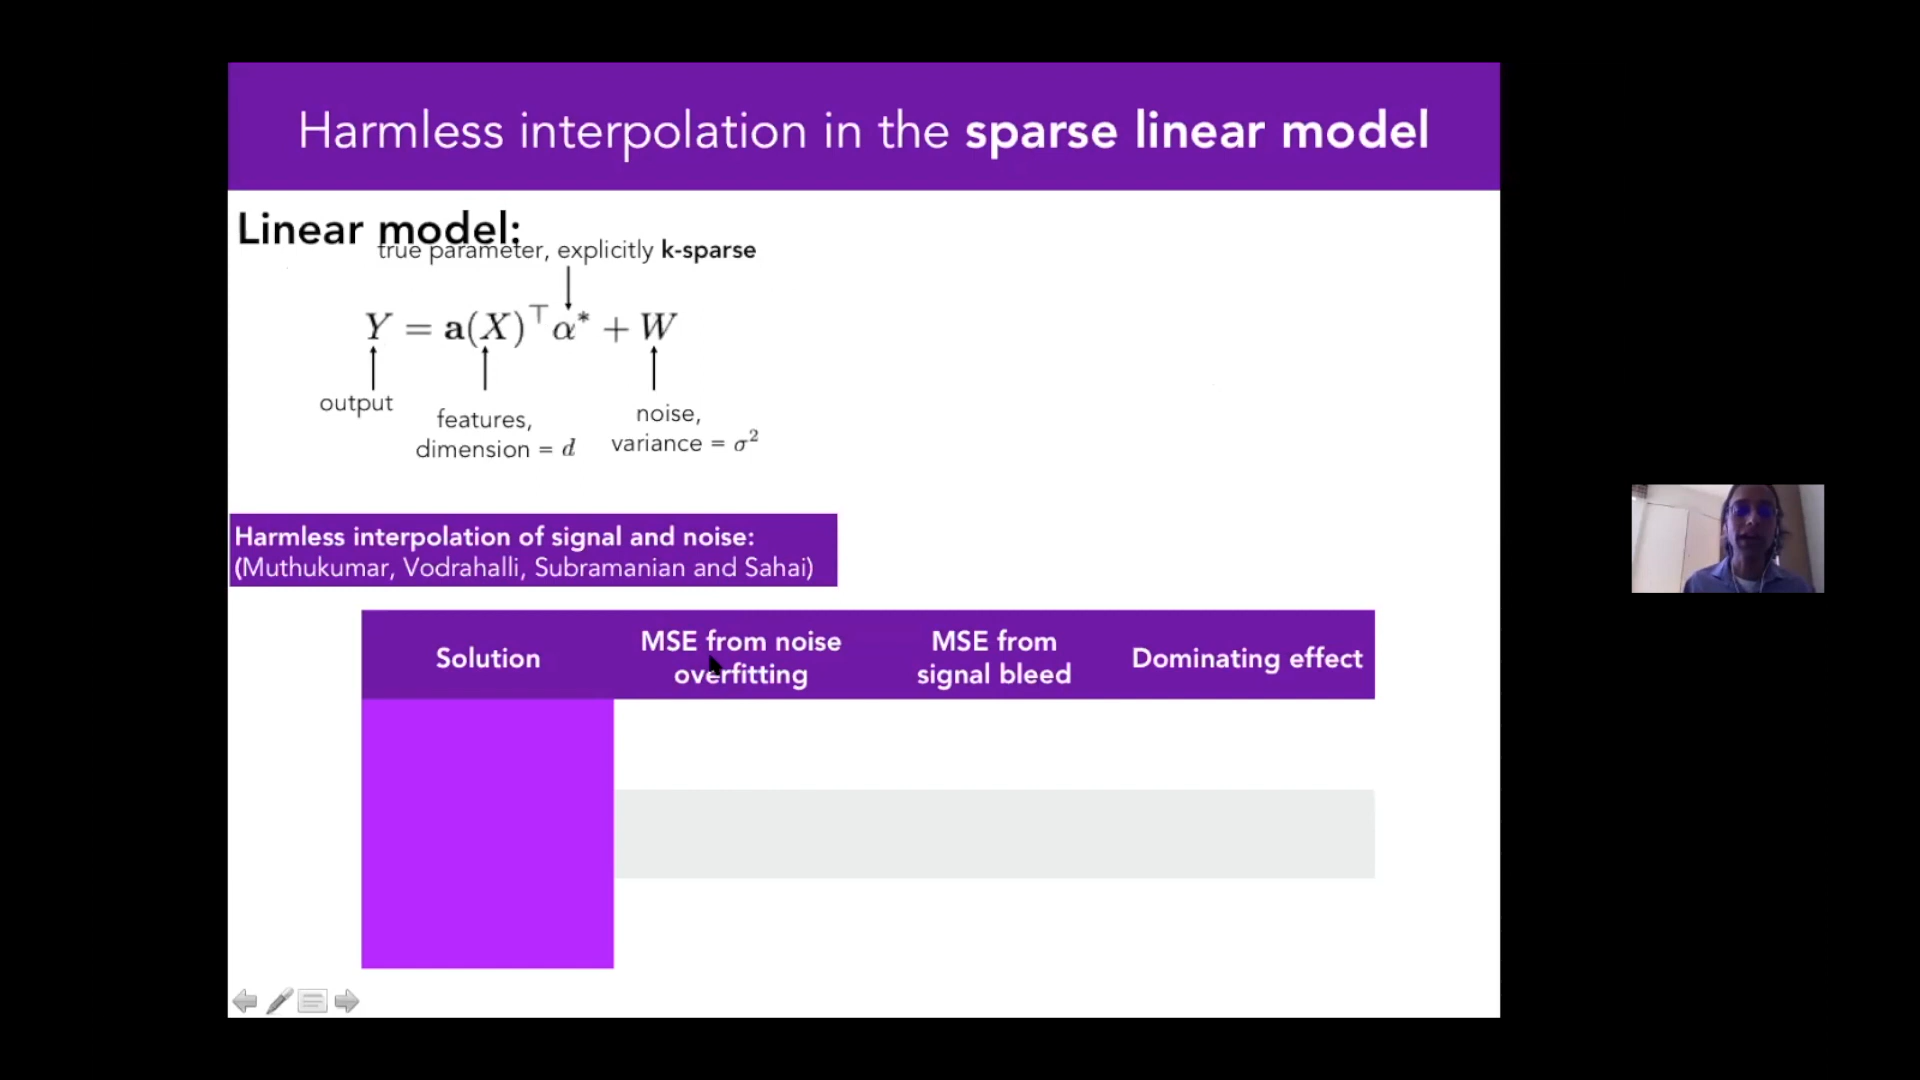 Harmless interpolation in the sparse linear model
Linear model:
true parameter, explicitly k-sparse
Y = a(X)^⊤ α* + W
output
features,
dimension = d
noise,
variance = σ²
Harmless interpolation of signal and noise:
(Muthukumar, Vodrahalli, Subramanian and Sahai)
Solution
MSE from noise
overfitting
MSE from
signal bleed
Dominating effect